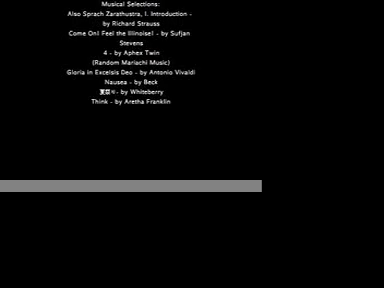 Musical Selections:
Also Sprach Zarathustra, I. Introduction -
by Richard Strauss
Come On! Feel the Illinoise! - by Sufjan
Stevens
4 - by Aphex Twin
(Random Mariachi Music)
Gloria in Excelsis Deo - by Antonio Vivaldi
Nausea - by Beck
夏祭り- by Whiteberry
Think - by Aretha Franklin